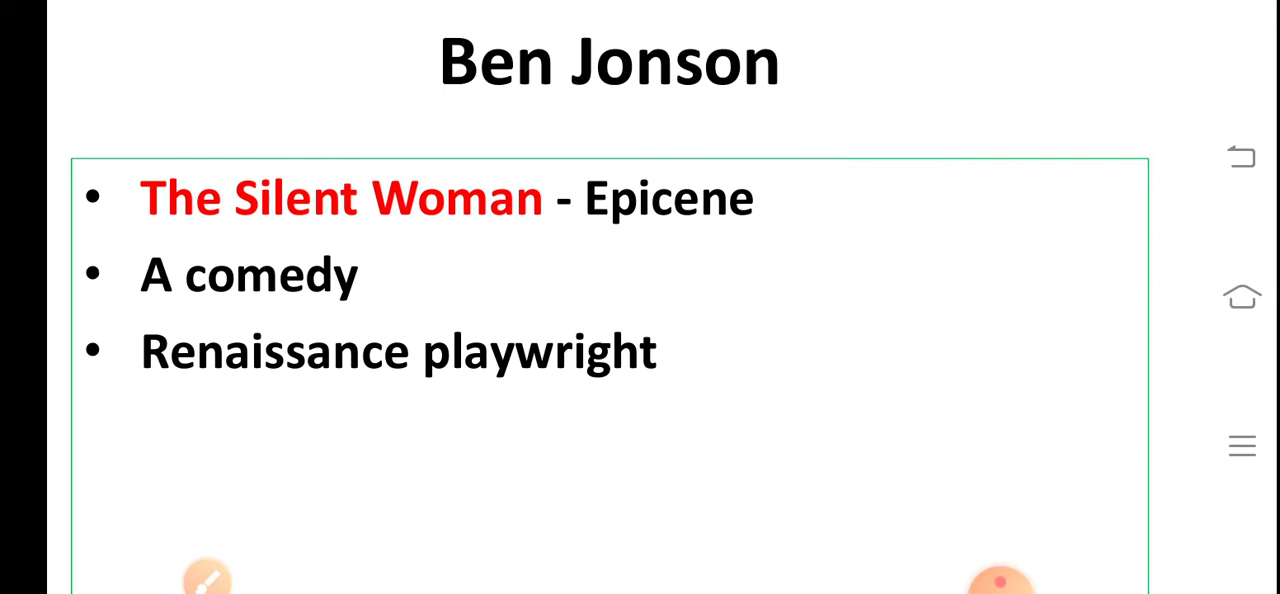 Ben Jonson
• The Silent Woman - Epicene
• A comedy
• Renaissance playwright